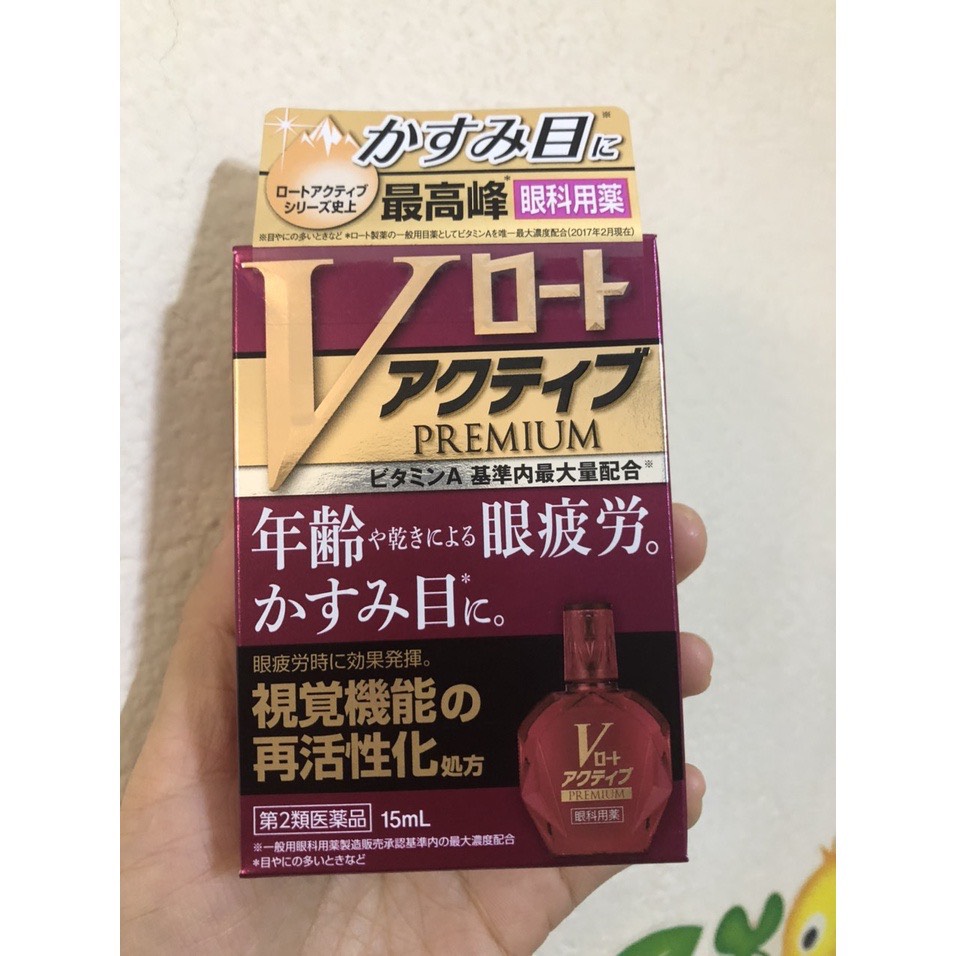 かすみ目に※
ロートアクティブ
シリーズ史上
最高峰* 眼科用薬
※目やにの多いときなど *ロート製薬の一般用目薬としてビタミンAを唯一最大濃度配合(2017年2月現在)
Vロート
アクティブ
PREMIUM
ビタミンA 基準内最大量配合※
年齢や乾きによる眼疲労。
かすみ目*に。
眼疲労時に効果発揮。
視覚機能の
再活性化処方
第2類医薬品 15mL
※一般用眼科用薬製造販売承認基準内の最大濃度配合
*目やにの多いときなど
V
ロート
アクティブ
PREMIUM
眼科用薬